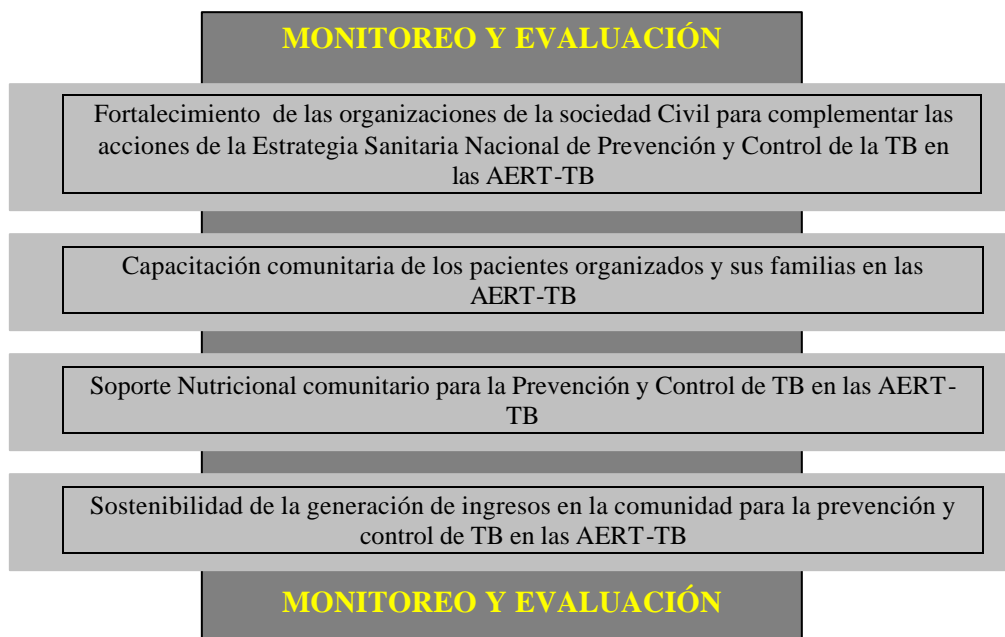 MONITOREO Y EVALUACIÓN
Fortalecimiento de las organizaciones de la sociedad Civil para complementar las
acciones de la Estrategia Sanitaria Nacional de Prevención y Control de la TB en
las AERT-TB
Capacitación comunitaria de los pacientes organizados y sus familias en las
AERT-TB
Soporte Nutricional comunitario para la Prevención y Control de TB en las AERT-
TB
Sostenibilidad de la generación de ingresos en la comunidad para la prevención y
control de TB en las AERT-TB
MONITOREO Y EVALUACIÓN